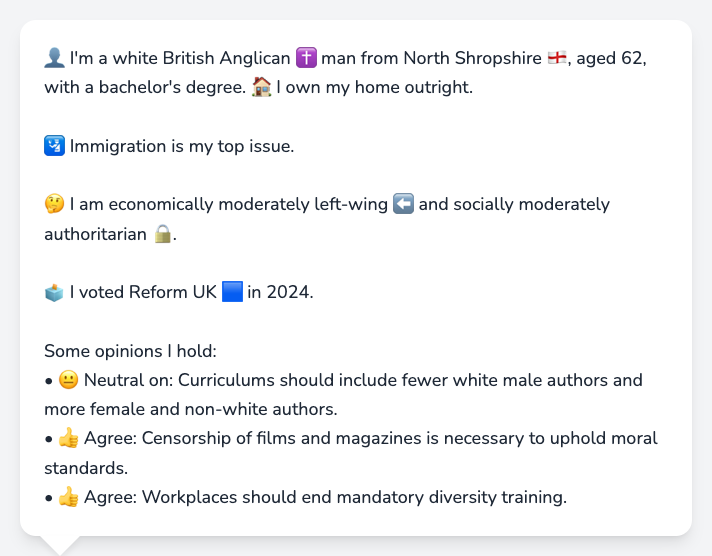 👤 I'm a white British Anglican ✝️ man from North Shropshire 🏴󠁧󠁢󠁥󠁮󠁧󠁿, aged 62,
with a bachelor's degree. 🏠 I own my home outright.
🛂 Immigration is my top issue.
🤔 I am economically moderately left-wing ⬅️ and socially moderately
authoritarian 🔒.
🗳️ I voted Reform UK 🟦 in 2024.
Some opinions I hold:
• 😐 Neutral on: Curriculums should include fewer white male authors and
more female and non-white authors.
• 👍 Agree: Censorship of films and magazines is necessary to uphold moral
standards.
• 👍 Agree: Workplaces should end mandatory diversity training.